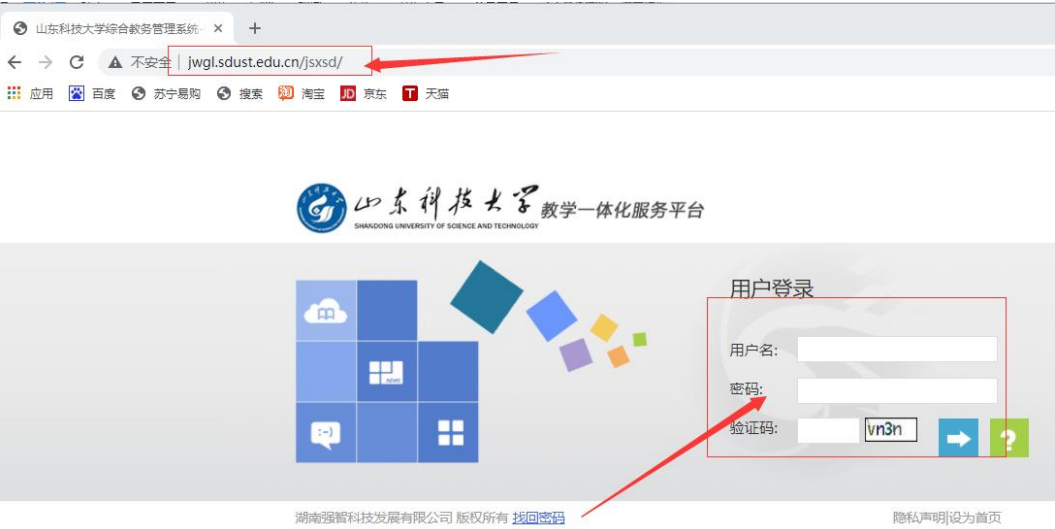 山东科技大学综合教务管理系统
不安全 | jwgl.sdust.edu.cn/jsxsd/
应用 百度 苏宁易购 搜索 淘 淘宝 JD 京东 T 天猫
山东科技大学 教学一体化服务平台
SHANDONG UNIVERSITY OF SCIENCE AND TECHNOLOGY
用户登录
用户名:
密码:
验证码: vn3n ?
:-)
湖南强智科技发展有限公司 版权所有 找回密码 隐私声明|设为首页